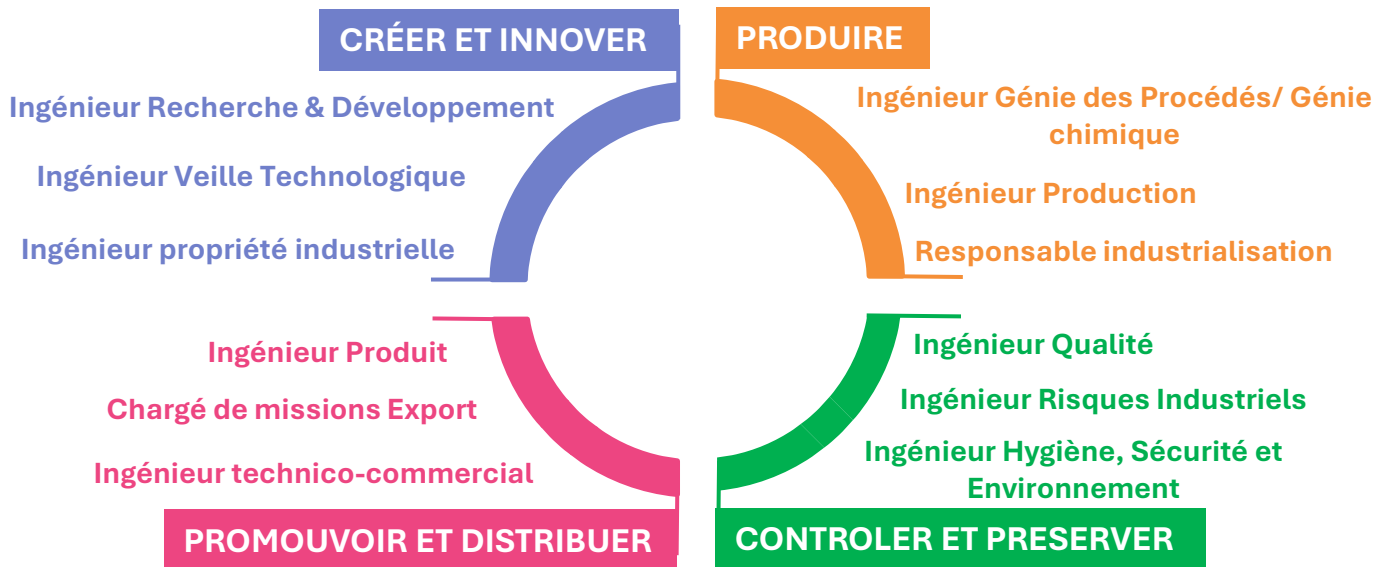 CRÉER ET INNOVER
Ingénieur Recherche & Développement
Ingénieur Veille Technologique
Ingénieur propriété industrielle
PRODUIRE
Ingénieur Génie des Procédés/ Génie
chimique
Ingénieur Production
Responsable industrialisation
Ingénieur Produit
Chargé de missions Export
Ingénieur technico-commercial
PROMOUVOIR ET DISTRIBUER
Ingénieur Qualité
Ingénieur Risques Industriels
Ingénieur Hygiène, Sécurité et
Environnement
CONTROLER ET PRESERVER